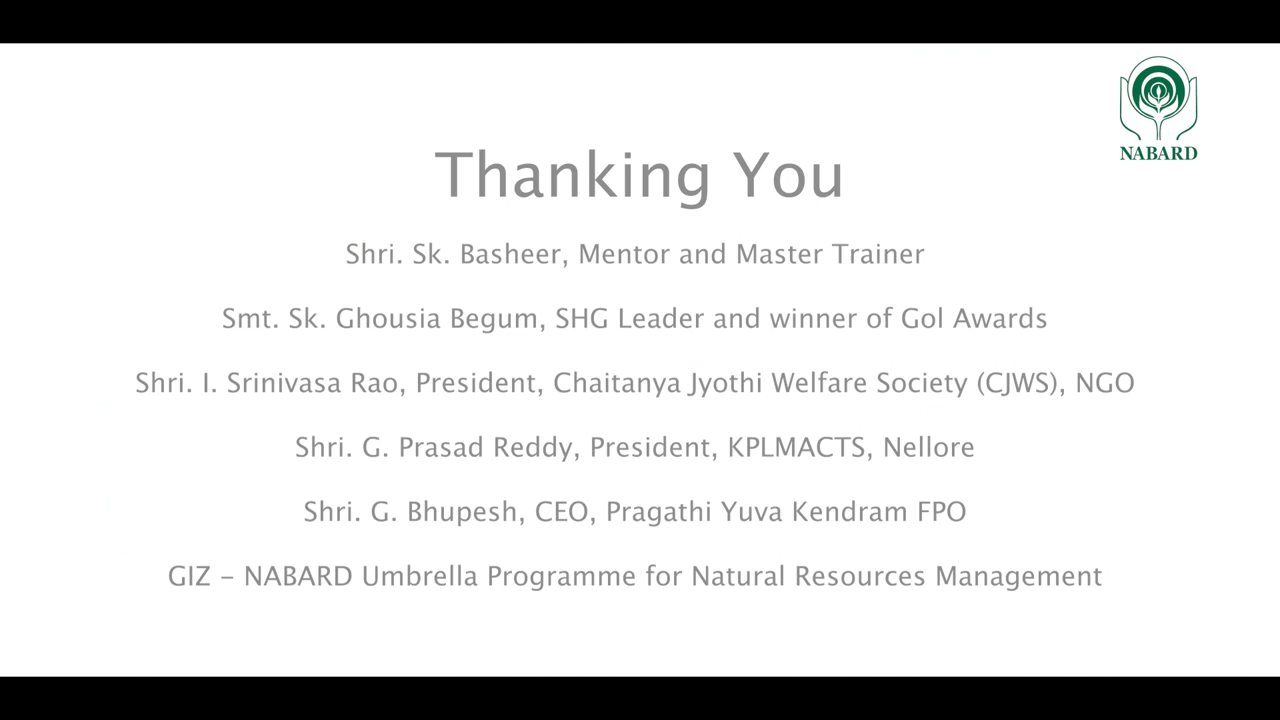 NABARD
Thanking You
Shri. Sk. Basheer, Mentor and Master Trainer
Smt. Sk. Ghousia Begum, SHG Leader and winner of GoI Awards
Shri. I. Srinivasa Rao, President, Chaitanya Jyothi Welfare Society (CJWS), NGO
Shri. G. Prasad Reddy, President, KPLMACTS, Nellore
Shri. G. Bhupesh, CEO, Pragathi Yuva Kendram FPO
GIZ – NABARD Umbrella Programme for Natural Resources Management